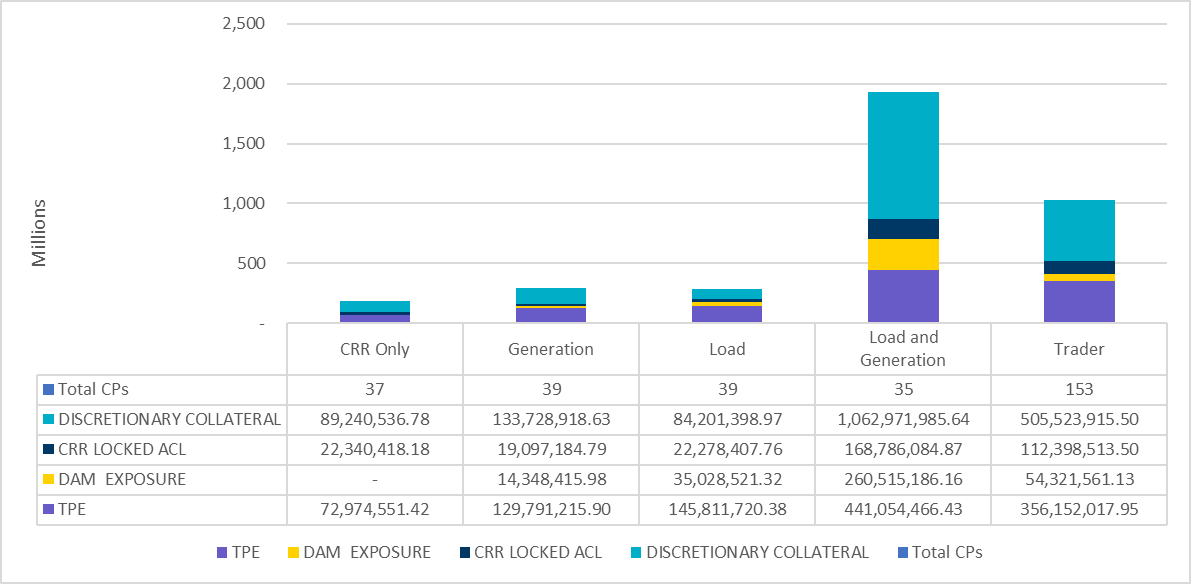 2,500
2,000
1,500
1,000
500
-
Millions
CRR Only Generation Load Load and Generation Trader
Total CPs 37 39 39 35 153
DISCRETIONARY COLLATERAL 89,240,536.78 133,728,918.63 84,201,398.97 1,062,971,985.64 505,523,915.50
CRR LOCKED ACL 22,340,418.18 19,097,184.79 22,278,407.76 168,786,084.87 112,398,513.50
DAM EXPOSURE - 14,348,415.98 35,028,521.32 260,515,186.16 54,321,561.13
TPE 72,974,551.42 129,791,215.90 145,811,720.38 441,054,466.43 356,152,017.95
TPE DAM EXPOSURE CRR LOCKED ACL DISCRETIONARY COLLATERAL Total CPs